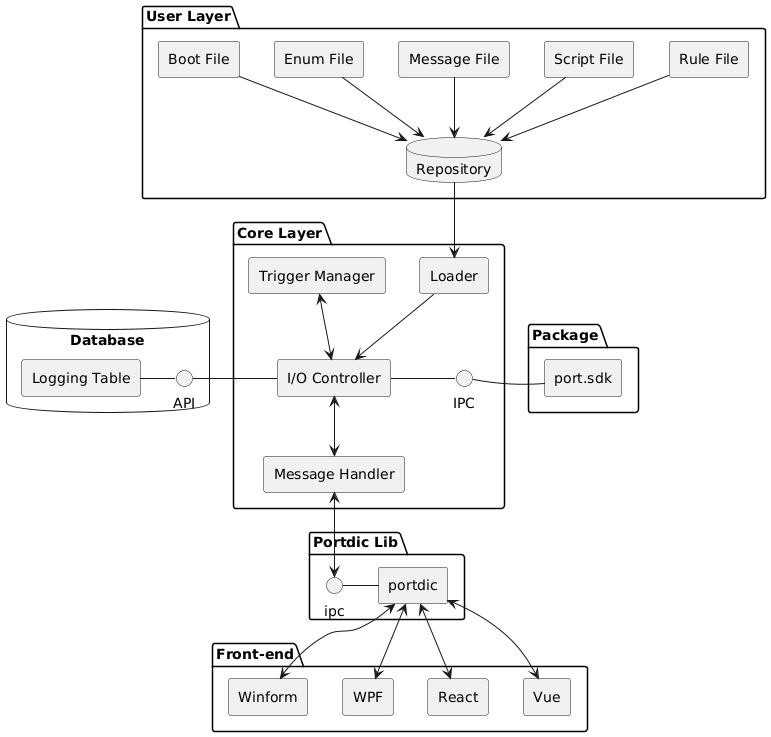 User Layer
Boot File
Enum File
Message File
Script File
Rule File
Repository
Core Layer
Trigger Manager
Loader
Database
Logging Table
API
I/O Controller
IPC
Package
port.sdk
Message Handler
Portdic Lib
ipc
portdic
Front-end
Winform
WPF
React
Vue